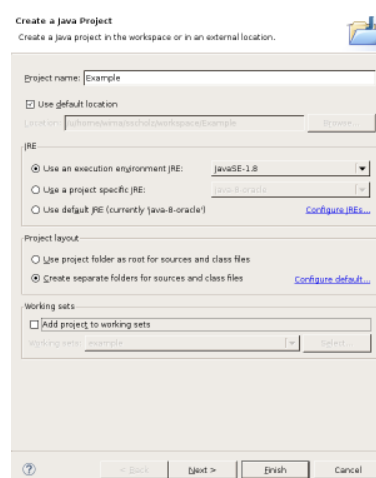 Create a Java Project
Create a Java project in the workspace or in an external location.
Project name: Example
Use default location
Location: Browse...
JRE
Use an execution environment JRE: JavaSE-1.8
Use a project specific JRE: java-8-oracle
Use default JRE (currently 'java-8-oracle') Configure JREs...
Project layout
Use project folder as root for sources and class files
Create separate folders for sources and class files Configure default...
Working sets
Add project to working sets
Working sets: example Select...
? < Back Next > Finish Cancel